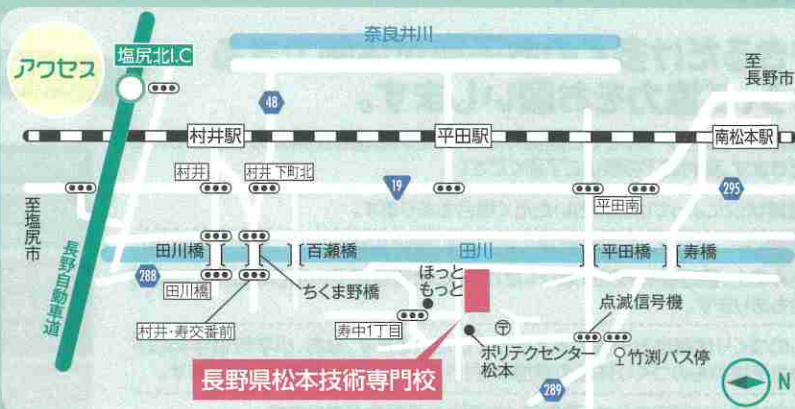 アクセス
塩尻北I.C
奈良井川
至
長野市
48
村井駅
平田駅
南松本駅
村井
村井下町北
19
平田南
295
至塩尻市
長野自動車道
田川橋
百瀬橋
田川
平田橋
寿橋
288
田川橋
ちくま野橋
ほっと
もっと
点滅信号機
村井・寿交番前
寿中1丁目
ポリテクセンター
松本
竹渕バス停
長野県松本技術専門校
289
N